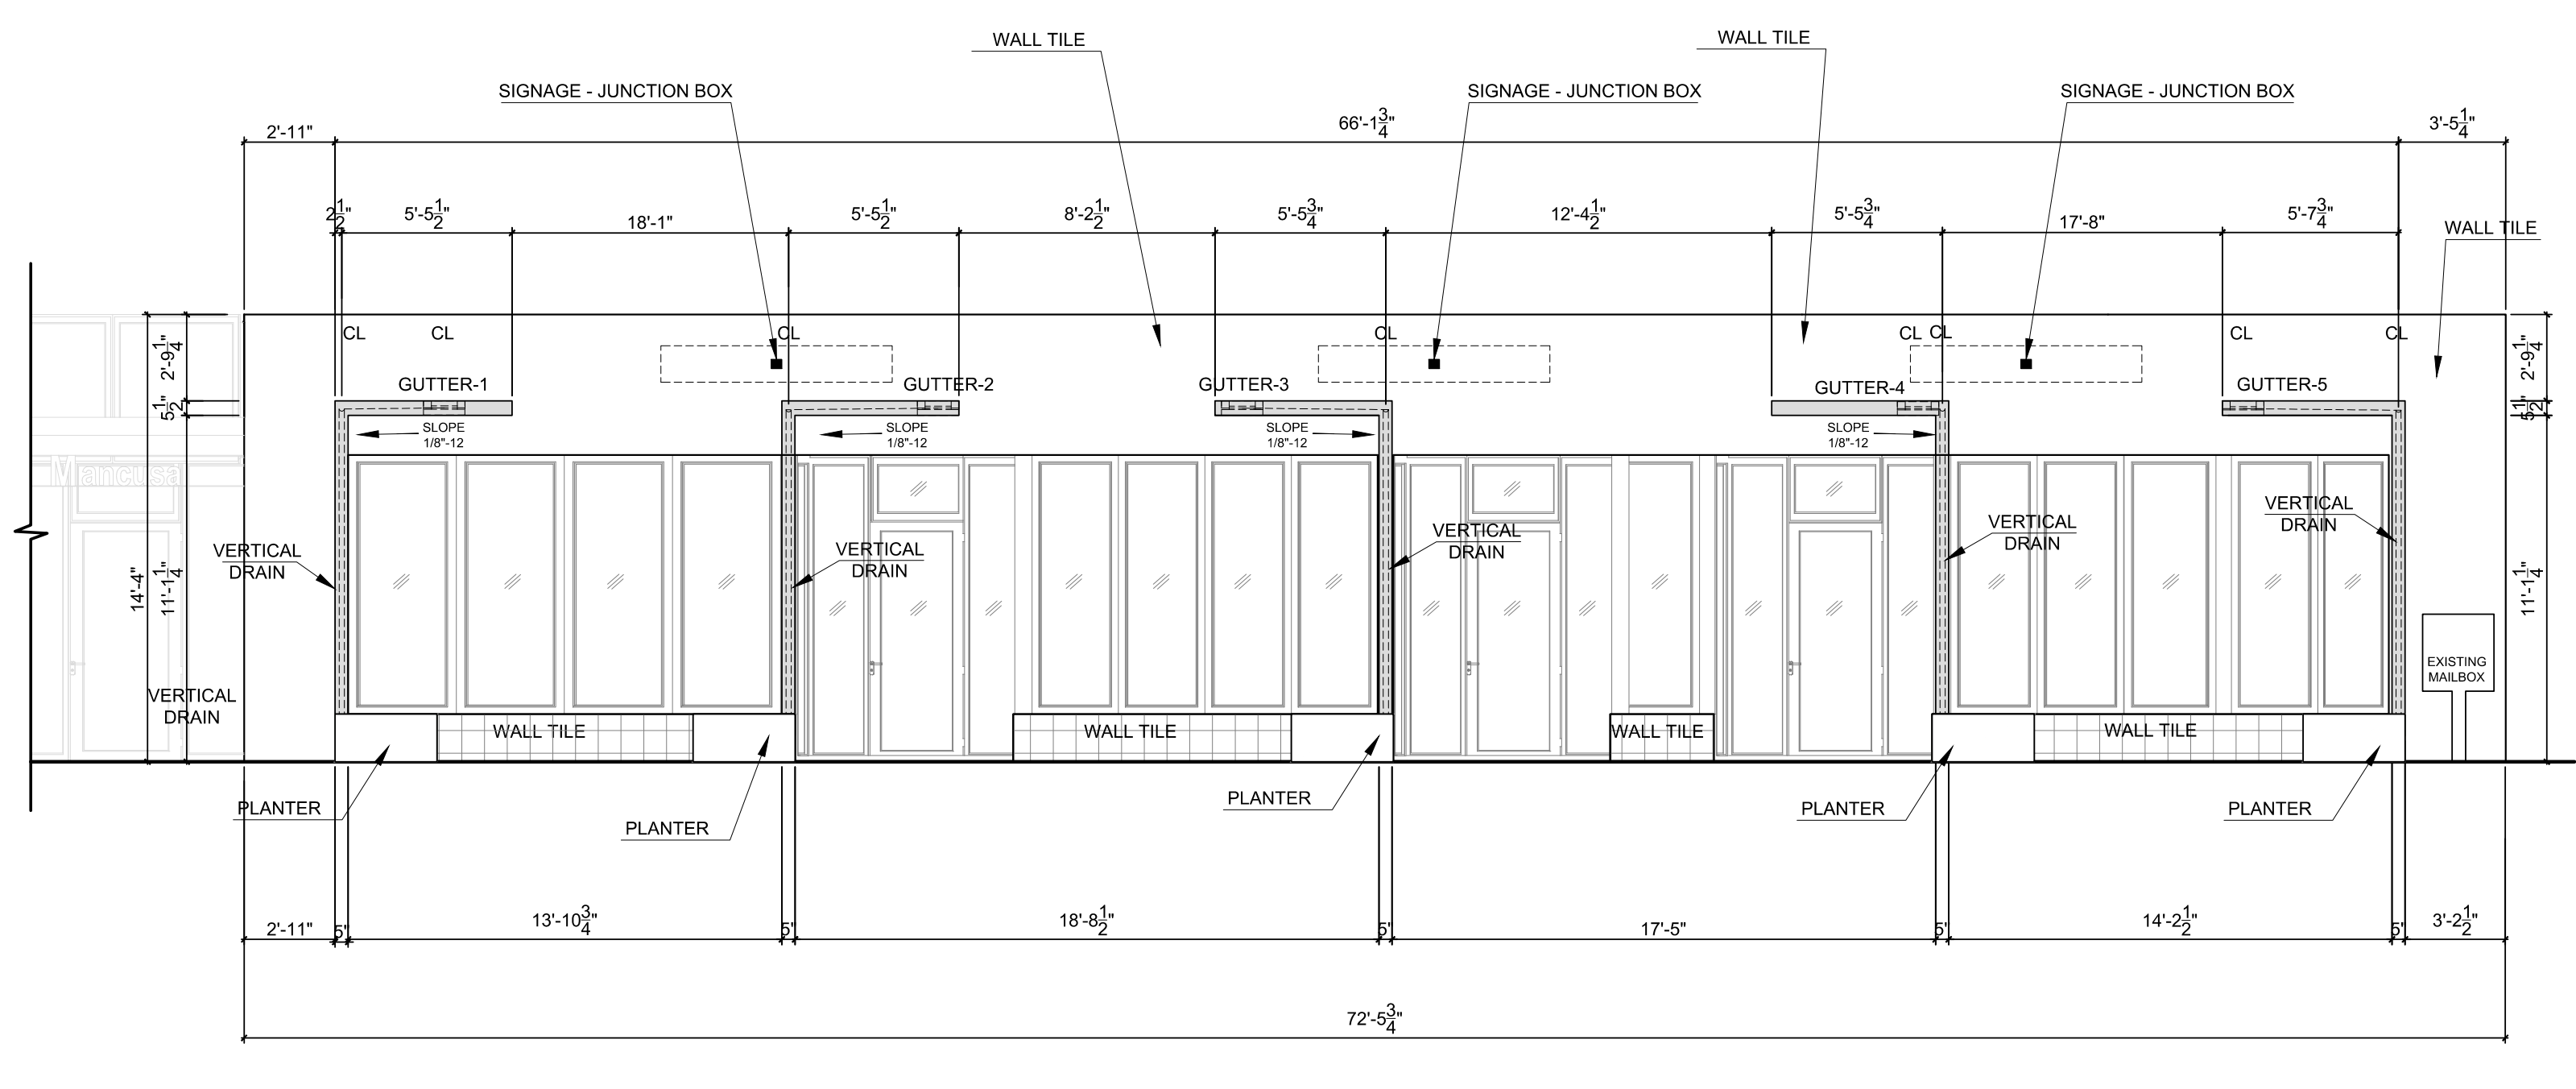 WALL TILE
WALL TILE
SIGNAGE - JUNCTION BOX
SIGNAGE - JUNCTION BOX
SIGNAGE - JUNCTION BOX
2'-11"
66'-1 3/4"
3'-5 1/4"
2 1/2"
5'-5 1/2"
18'-1"
5'-5 1/2"
8'-2 1/2"
5'-5 3/4"
12'-4 1/2"
5'-5 3/4"
17'-8"
5'-7 3/4"
WALL TILE
CL
CL
CL
CL
CL
CL
CL
CL
2'-9 1/4"
5 1/2"
2'-9 1/4"
5 1/2"
GUTTER-1
GUTTER-2
GUTTER-3
GUTTER-4
GUTTER-5
SLOPE
1/8"-12
SLOPE
1/8"-12
SLOPE
1/8"-12
SLOPE
1/8"-12
Mancusa
VERTICAL
DRAIN
VERTICAL
DRAIN
VERTICAL
DRAIN
VERTICAL
DRAIN
VERTICAL
DRAIN
14'-4"
11'-1 1/4"
11'-1 1/4"
VERTICAL
DRAIN
EXISTING
MAILBOX
WALL TILE
WALL TILE
WALL TILE
WALL TILE
PLANTER
PLANTER
PLANTER
PLANTER
PLANTER
2'-11"
5"
13'-10 3/4"
5"
18'-8 1/2"
5"
17'-5"
5"
14'-2 1/2"
5"
3'-2 1/2"
72'-5 3/4"